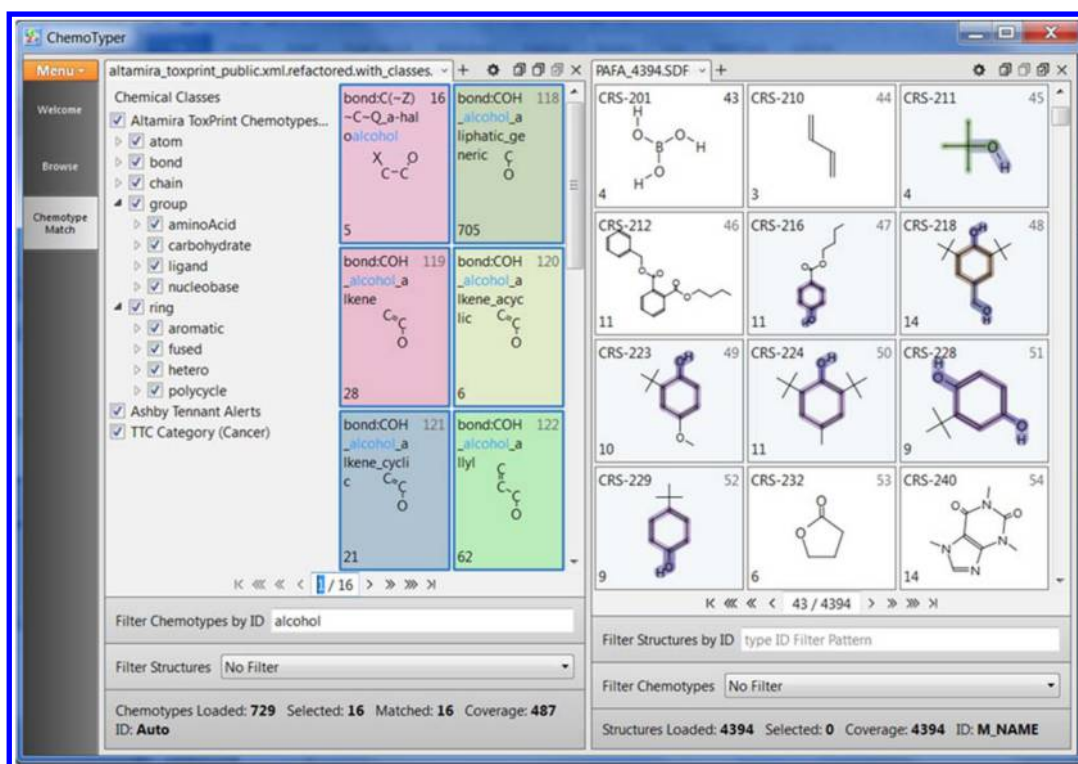 ChemoTyper
Menu
Welcome
Browse
Chemotype
Match
altamira_toxprint_public.xml.refactored.with_classes.
Chemical Classes
Altamira ToxPrint Chemotypes...
atom
bond
chain
group
aminoAcid
carbohydrate
ligand
nucleobase
ring
aromatic
fused
hetero
polycycle
Ashby Tennant Alerts
TTC Category (Cancer)
bond:C(~Z) 16
~C~Q_a-hal
oalcohol
X O
C-C
5
bond:COH 118
_alcohol_a
liphatic_ge
neric C
O
705
bond:COH 119
_alcohol_a
lkene
C C
O
28
bond:COH 120
_alcohol_a
lkene_acyc
lic C C
O
6
bond:COH 121
_alcohol_a
lkene_cycli
c C C
O
21
bond:COH 122
_alcohol_a
llyl C
C C
O
62
1 / 16
Filter Chemotypes by ID alcohol
Filter Structures No Filter
Chemotypes Loaded: 729 Selected: 16 Matched: 16 Coverage: 487
ID: Auto
PAFA_4394.SDF
CRS-201 43
H
O
B
O O H
H
4
CRS-210 44
3
CRS-211 45
O
H
4
CRS-212 46
O O
O O
11
CRS-216 47
O O
OH
11
CRS-218 48
OH
OH
14
CRS-223 49
OH
O
10
CRS-224 50
OH
11
CRS-228 51
H
O
O
H
9
CRS-229 52
OH
9
CRS-232 53
O
O
6
CRS-240 54
O
N N
O N N
14
43 / 4394
Filter Structures by ID type ID Filter Pattern
Filter Chemotypes No Filter
Structures Loaded: 4394 Selected: 0 Coverage: 4394 ID: M_NAME